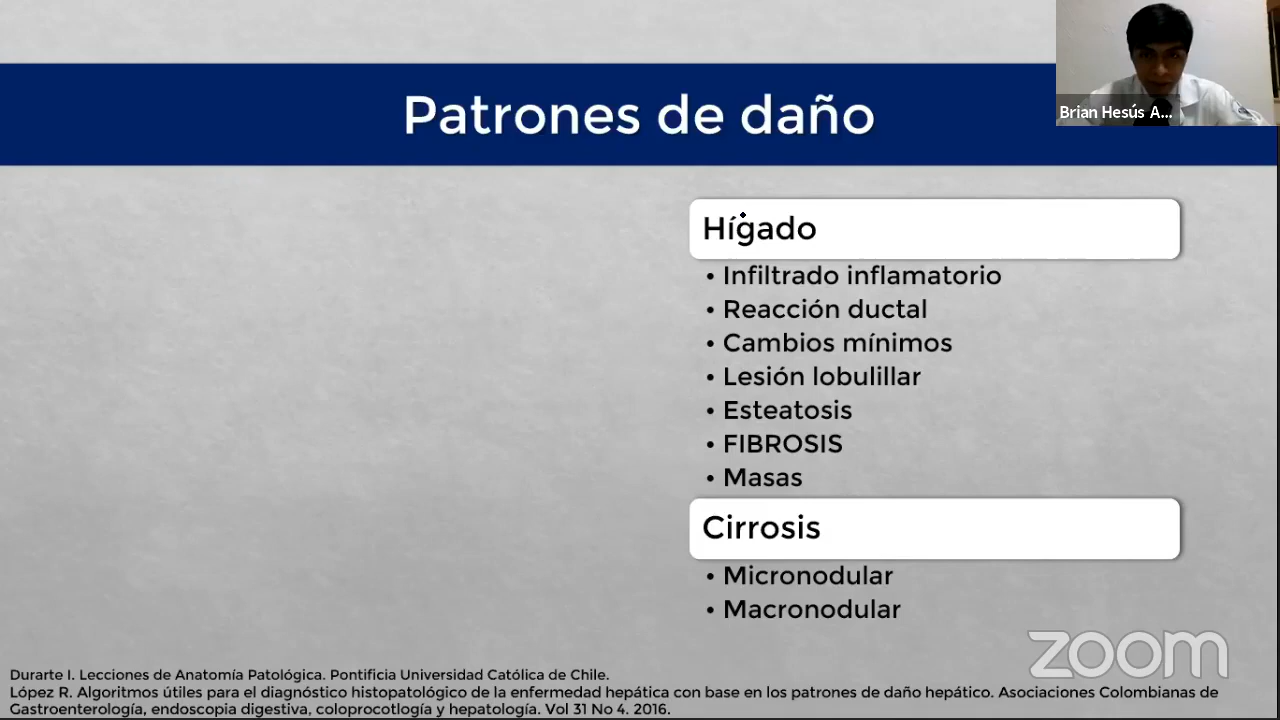 Patrones de daño
Brian Hesús A...
Hígado
• Infiltrado inflamatorio
• Reacción ductal
• Cambios mínimos
• Lesión lobulillar
• Esteatosis
• FIBROSIS
• Masas
Cirrosis
• Micronodular
• Macronodular
zoom
Durarte I. Lecciones de Anatomía Patológica. Pontificia Universidad Católica de Chile.
López R. Algoritmos útiles para el diagnóstico histopatológico de la enfermedad hepática con base en los patrones de daño hepático. Asociaciones Colombianas de
Gastroenterología, endoscopia digestiva, coloproctlogía y hepatología. Vol 31 No 4. 2016.